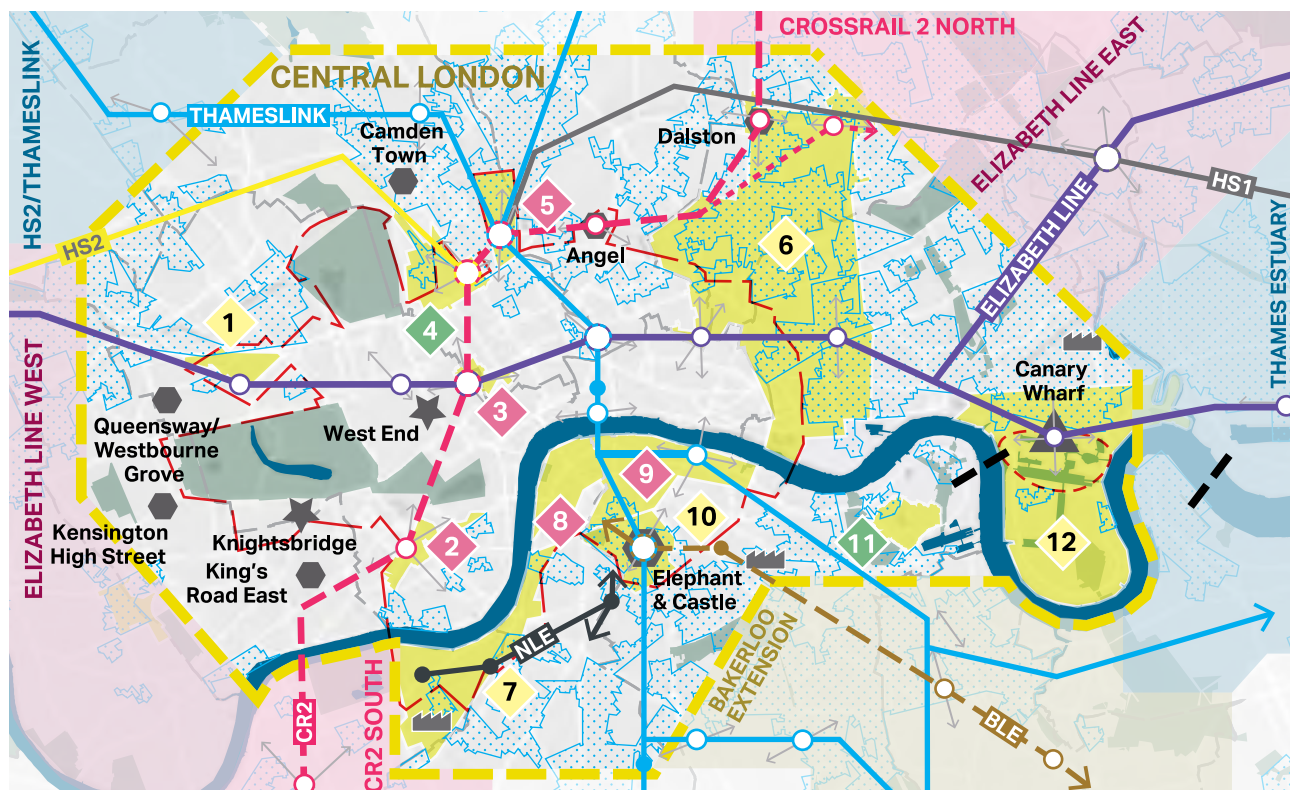 CROSSRAIL 2 NORTH
HS2/THAMESLINK
CENTRAL LONDON
ELIZABETH LINE EAST
THAMESLINK
Camden
Town
Dalston
HS1
5
HS2
Angel
6
ELIZABETH LINE
THAMES ESTUARY
1
4
ELIZABETH LINE WEST
3
Canary
Wharf
Queensway/
Westbourne
Grove
West End
9
Kensington
High Street
Knightsbridge
8
10
2
11
12
King's
Road East
Elephant
& Castle
NLE
BAKERLOO
EXTENSION
7
CR2
CR2 SOUTH
BLE